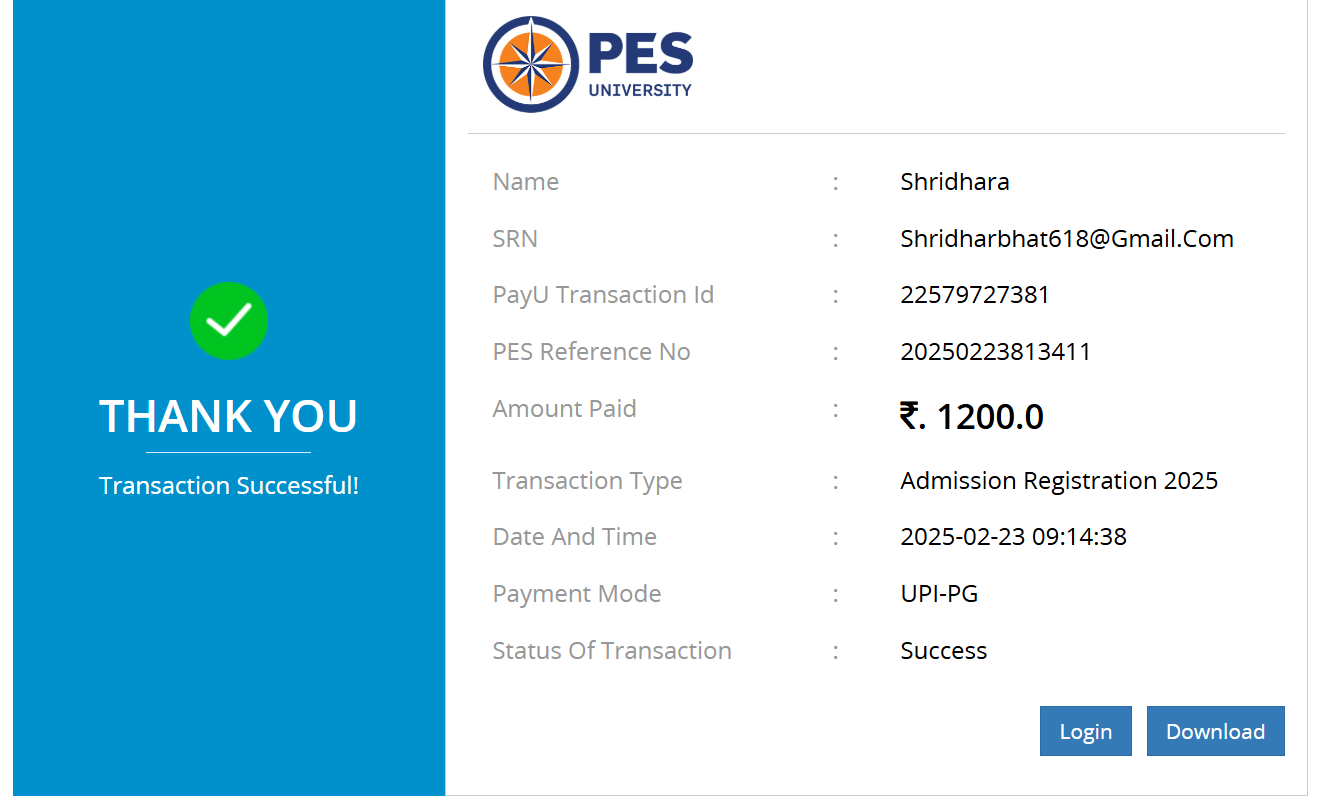 PES
UNIVERSITY
THANK YOU
Transaction Successful!
Name : Shridhara
SRN : Shridharbhat618@Gmail.Com
PayU Transaction Id : 22579727381
PES Reference No : 20250223813411
Amount Paid : ₹. 1200.0
Transaction Type : Admission Registration 2025
Date And Time : 2025-02-23 09:14:38
Payment Mode : UPI-PG
Status Of Transaction : Success
Login Download